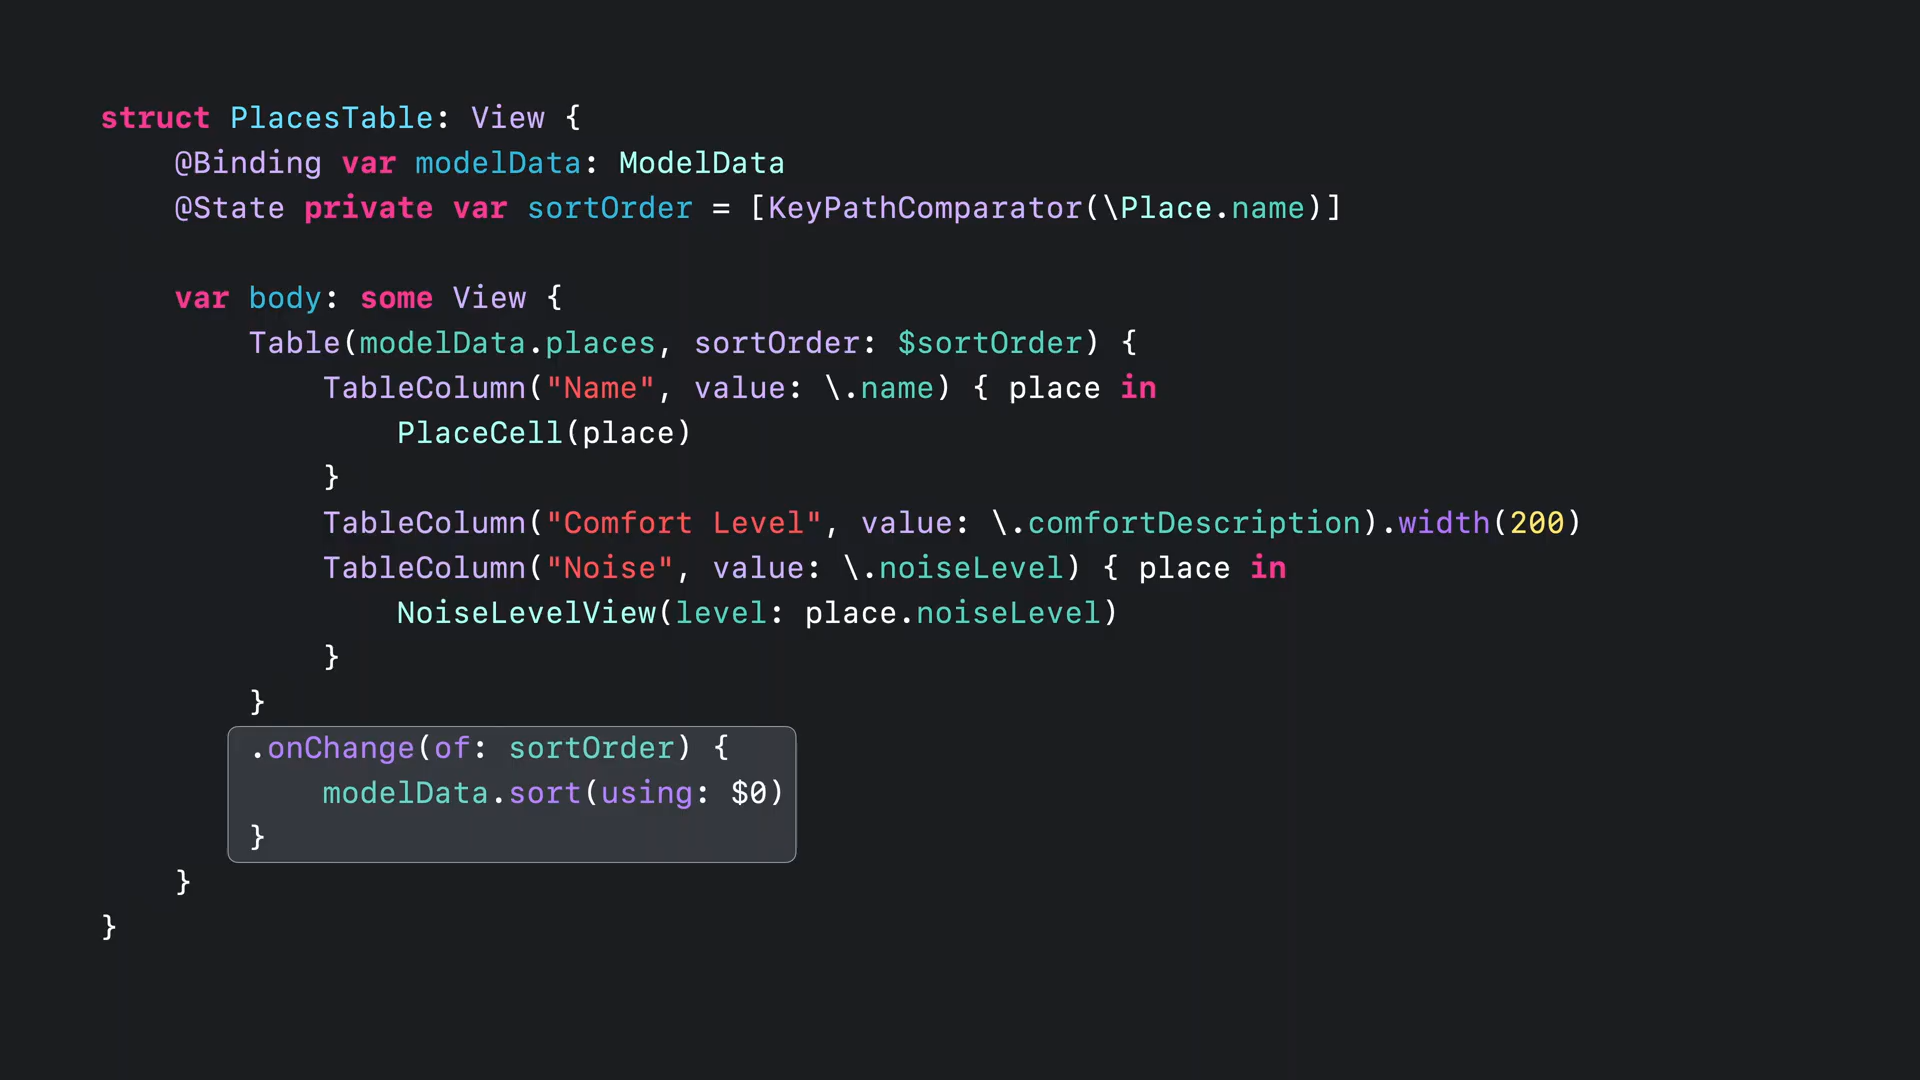 struct PlacesTable: View {
    @Binding var modelData: ModelData
    @State private var sortOrder = [KeyPathComparator(\Place.name)]

    var body: some View {
        Table(modelData.places, sortOrder: $sortOrder) {
            TableColumn("Name", value: \.name) { place in
                PlaceCell(place)
            }
            TableColumn("Comfort Level", value: \.comfortDescription).width(200)
            TableColumn("Noise", value: \.noiseLevel) { place in
                NoiseLevelView(level: place.noiseLevel)
            }
        }
        .onChange(of: sortOrder) {
            modelData.sort(using: $0)
        }
    }
}